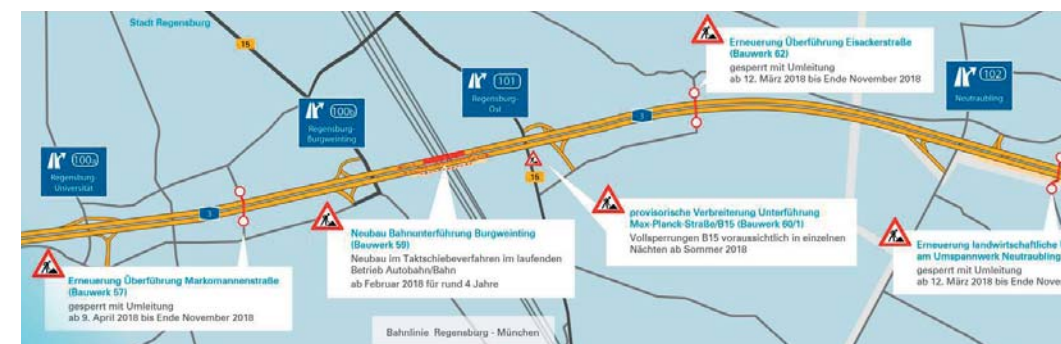 Stadt Regensburg
15
100a
Regensburg-
Universität
100b
Regensburg-
Burgweinting
101
Regensburg-
Ost
102
Neutraubling
3
3
15
Erneuerung Überführung Eisackerstraße
(Bauwerk 62)
gesperrt mit Umleitung
ab 12. März 2018 bis Ende November 2018
Erneuerung Überführung Markomannenstraße
(Bauwerk 57)
gesperrt mit Umleitung
ab 9. April 2018 bis Ende November 2018
Neubau Bahnunterführung Burgweinting
(Bauwerk 59)
Neubau im Taktschiebeverfahren im laufenden
Betrieb Autobahn/Bahn
ab Februar 2018 für rund 4 Jahre
provisorische Verbreiterung Unterführung
Max-Planck-Straße/B15 (Bauwerk 60/1)
Vollsperrungen B15 voraussichtlich in einzelnen
Nächten ab Sommer 2018
Erneuerung landwirtschaftliche
am Umspannwerk Neutraubling
gesperrt mit Umleitung
ab 12. März 2018 bis Ende Nove
Bahnlinie Regensburg - München